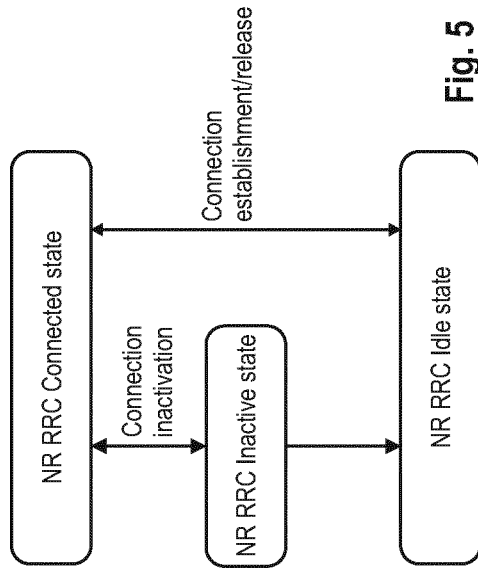 NR RRC Connected state
Connection
inactivation
Connection
establishment/release
NR RRC Inactive state
NR RRC Idle state
Fig. 5